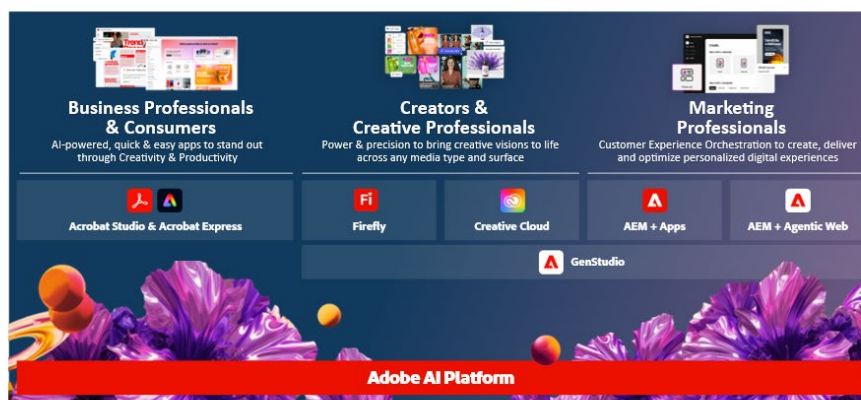 Business Professionals
& Consumers
AI-powered, quick & easy apps to stand out
through Creativity & Productivity
Creators &
Creative Professionals
Power & precision to bring creative visions to life
across any media type and surface
Marketing
Professionals
Customer Experience Orchestration to create, deliver
and optimize personalized digital experiences
Acrobat Studio & Acrobat Express
Fi
Firefly
Creative Cloud
AEM + Apps
AEM + Agentic Web
GenStudio
Adobe AI Platform